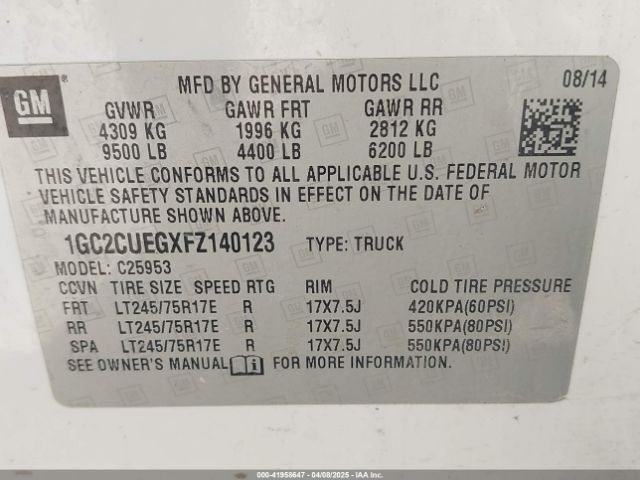 GM
MFD BY GENERAL MOTORS LLC 08/14
GVWR GAWR FRT GAWR RR
4309 KG 1996 KG 2812 KG
9500 LB 4400 LB 6200 LB
THIS VEHICLE CONFORMS TO ALL APPLICABLE U.S. FEDERAL MOTOR
VEHICLE SAFETY STANDARDS IN EFFECT ON THE DATE OF
MANUFACTURE SHOWN ABOVE.
1GC2CUEGXFZ140123 TYPE: TRUCK
MODEL: C25953
CCVN TIRE SIZE SPEED RTG RIM COLD TIRE PRESSURE
FRT LT245/75R17E R 17X7.5J 420KPA(60PSI)
RR LT245/75R17E R 17X7.5J 550KPA(80PSI)
SPA LT245/75R17E R 17X7.5J 550KPA(80PSI)
SEE OWNER'S MANUAL FOR MORE INFORMATION.
000-41958647 - 04/08/2025 - IAACA